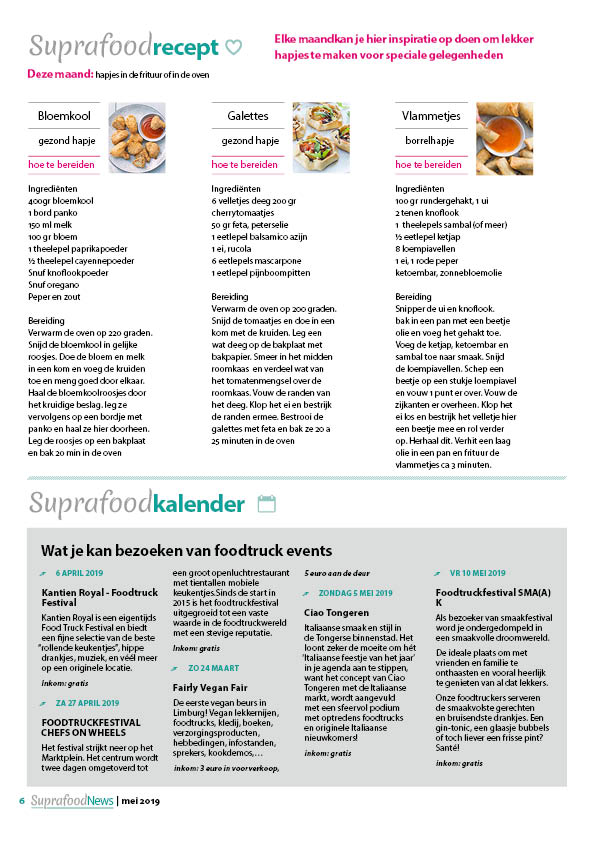 Suprafoodrecept
Elke maandkan je hier inspiratie op doen om lekker
hapjes te maken voor speciale gelegenheden
Deze maand: hapjes in de frituur of in de oven
Bloemkool
gezond hapje
hoe te bereiden
Ingrediënten
400gr bloemkool
1 bord panko
150 ml melk
100 gr bloem
1 theelepel paprikapoeder
½ theelepel cayennepoeder
Snuf knoflookpoeder
Snuf oregano
Peper en zout
Bereiding
Verwarm de oven op 220 graden.
Snijd de bloemkool in gelijke
roosjes. Doe de bloem en melk
in een kom en voeg de kruiden
toe en meng goed door elkaar.
Haal de bloemkoolroosjes door
het kruidige beslag. leg ze
vervolgens op een bordje met
panko en haal ze hier doorheen.
Leg de roosjes op een bakplaat
en bak 20 min in de oven
Galettes
gezond hapje
hoe te bereiden
Ingrediënten
6 velletjes deeg 200 gr
cherrytomaatjes
50 gr feta, peterselie
1 eetlepel balsamico azijn
1 ei, rucola
6 eetlepels mascarpone
1 eetlepel pijnboompitten
Bereiding
Verwarm de oven op 200 graden.
Snijd de tomaatjes en doe in een
kom met de kruiden. Leg een
wat deeg op de bakplaat met
bakpapier. Smeer in het midden
roomkaas en verdeel wat van
het tomatenmengsel over de
roomkaas. Vouw de randen van
het deeg. Klop het ei en bestrijk
de randen ermee. Bestrooi de
galettes met feta en bak ze 20 a
25 minuten in de oven
Vlammetjes
borrelhapje
hoe te bereiden
Ingrediënten
100 gr rundergehakt, 1 ui
2 tenen knoflook
1 theelepels sambal (of meer)
½ eetlepel ketjap
8 loempiavellen
1 ei, 1 rode peper
ketoembar, zonnebloemolie
Bereiding
Snipper de ui en knoflook.
bak in een pan met een beetje
olie en voeg het gehakt toe.
Voeg de ketjap, ketoembar en
sambal toe naar smaak. Snijd
de loempiavellen. Schep een
beetje op een stukje loempiavel
en vouw 1 punt er over. Vouw de
zijkanten er overheen. Klop het
ei los en bestrijk het velletje hier
een beetje mee en rol verder
op. Herhaal dit. Verhit een laag
olie in een pan en frituur de
vlammetjes ca 3 minuten.
Suprafoodkalender
Wat je kan bezoeken van foodtruck events
6 APRIL 2019
Kantien Royal - Foodtruck
Festival
Kantien Royal is een eigentijds
Food Truck Festival en biedt
een fijne selectie van de beste
“rollende keukentjes”, hippe
drankjes, muziek, en véél meer
op een originele locatie.
Inkom: gratis
ZA 27 APRIL 2019
FOODTRUCKFESTIVAL
CHEFS ON WHEELS
Het festival strijkt neer op het
Marktplein. Het centrum wordt
twee dagen omgetoverd tot
een groot openluchtrestaurant
met tientallen mobiele
keukentjes.Sinds de start in
2015 is het foodtruckfestival
uitgegroeid tot een vaste
waarde in de foodtruckwereld
met een stevige reputatie.
Inkom: gratis
ZO 24 MAART
Fairly Vegan Fair
De eerste vegan beurs in
Limburg! Vegan lekkernijen,
foodtrucks, kledij, boeken,
verzorgingsproducten,
hebbedingen, infostanden,
sprekers, kookdemos,…
inkom: 3 euro in voorverkoop,
5 euro aan de deur
ZONDAG 5 MEI 2019
Ciao Tongeren
Italiaanse smaak en stijl in
de Tongerse binnenstad. Het
loont zeker de moeite om hét
‘Italiaanse feestje van het jaar’
in je agenda aan te stippen,
want het concept van Ciao
Tongeren met de Italiaanse
markt, wordt aangevuld
met een sfeervol podium
met optredens foodtrucks
en originele Italiaanse
nieuwkomers!
inkom: gratis
VR 10 MEI 2019
Foodtruckfestival SMA(A)
K
Als bezoeker van smaakfestival
word je ondergedompeld in
een smaakvolle droomwereld.
De ideale plaats om met
vrienden en familie te
onthaasten en vooral heerlijk
te genieten van al dat lekkers.
Onze foodtruckers serveren
de smaakvolste gerechten
en bruisendste drankjes. Een
gin-tonic, een glaasje bubbels
of toch liever een frisse pint?
Santé!
inkom: gratis
6 SuprafoodNews | mei 2019